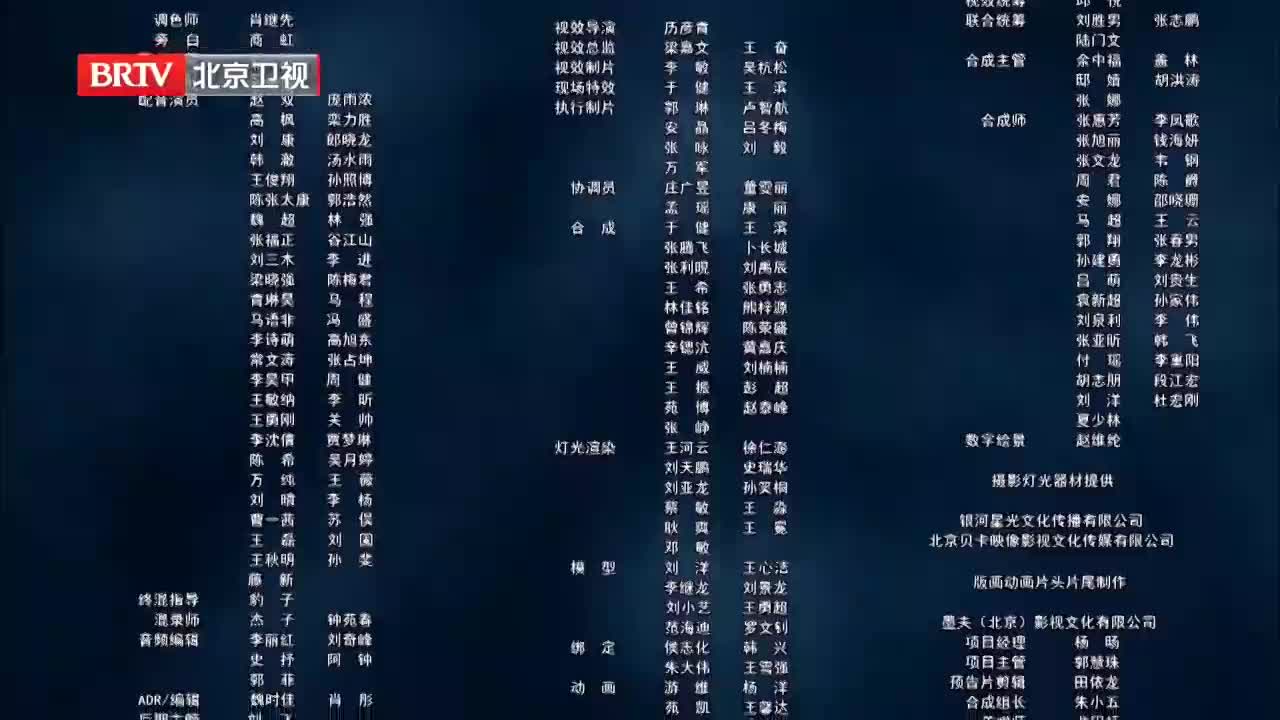 调色师 肖继先
旁 白 商 虹
BRTV 北京卫视
配音演员 赵 双 庞雨浓
高 枫 栾力胜
刘 康 郎晓龙
韩 澈 汤水雨
王俊翔 孙照博
陈张太康 郭浩然
魏 超 林 强
张福正 谷江山
刘三木 李 进
梁晓强 陈梅君
青琳昊 马 程
马语非 冯 盛
李诗萌 高旭东
常文涛 张占坤
李昊甲 周 健
王敏纳 李 昕
王勇刚 关 帅
李沈倩 贾梦琳
陈 希 吴月婷
万 纯 王 薇
刘 晴 李 杨
曹一茜 苏 俣
王 磊 刘 国
王秋明 孙 斐
藤 新
终混指导 豹 子
混录师 杰 子 钟苑春
音频编辑 李丽红 刘奇峰
史 抒 阿 钟
郭 菲
ADR/编辑 魏时佳 肖 彤
视效导演 历彦青
视效总监 梁嘉文 王 奋
视效制片 李 敏 吴杭松
现场特效 于 健 王 滨
执行制片 郭 琳 卢智航
安 晶 吕冬梅
张 咏 刘 毅
万 军
协调员 庄广昱 董雯丽
孟 瑶 康 丽
合 成 于 健 王 滨
张腾飞 卜长城
张利昵 刘禹辰
王 希 张勇志
林佳铭 熊梓源
曾锦辉 陈荣盛
辛锶沆 黄嘉庆
王 威 刘楠楠
王 振 彭 超
苑 博 赵泰峰
张 峥
灯光渲染 王河云 徐仁澎
刘天鹏 史瑞华
刘亚龙 孙笑桐
蔡 敏 王 淼
耿 爽 王 冕
邓 敏
模 型 刘 洋 王心洁
李继龙 刘景龙
刘小艺 王勇超
范海迪 罗文钊
绑 定 侯志化 韩 兴
朱大伟 王雪强
动 画 游 维 杨 洋
苑 凯 王馨达
联合统筹 刘胜男 张志鹏
陆门文
合成主管 余中福 盖 林
邸 婧 胡洪涛
张 娜
合成师 张惠芳 李凤歌
张旭丽 钱海妍
张文龙 韦 钢
周 君 陈 爵
安 娜 邵晓珊
马 超 王 云
郭 翔 张春男
孙建勇 李龙彬
吕 萌 刘贵生
袁新超 孙家伟
刘泉利 李 伟
张亚昕 韩 飞
付 瑶 李重阳
胡志朋 段江宏
刘 洋 杜宏刚
夏少林
数字绘景 赵维纶
摄影灯光器材提供
银河星光文化传播有限公司
北京贝卡映像影视文化传媒有限公司
版画动画片头片尾制作
墨夫（北京）影视文化有限公司
项目经理 杨 旸
项目主管 郭慧珠
预告片剪辑 田依龙
合成组长 朱小五